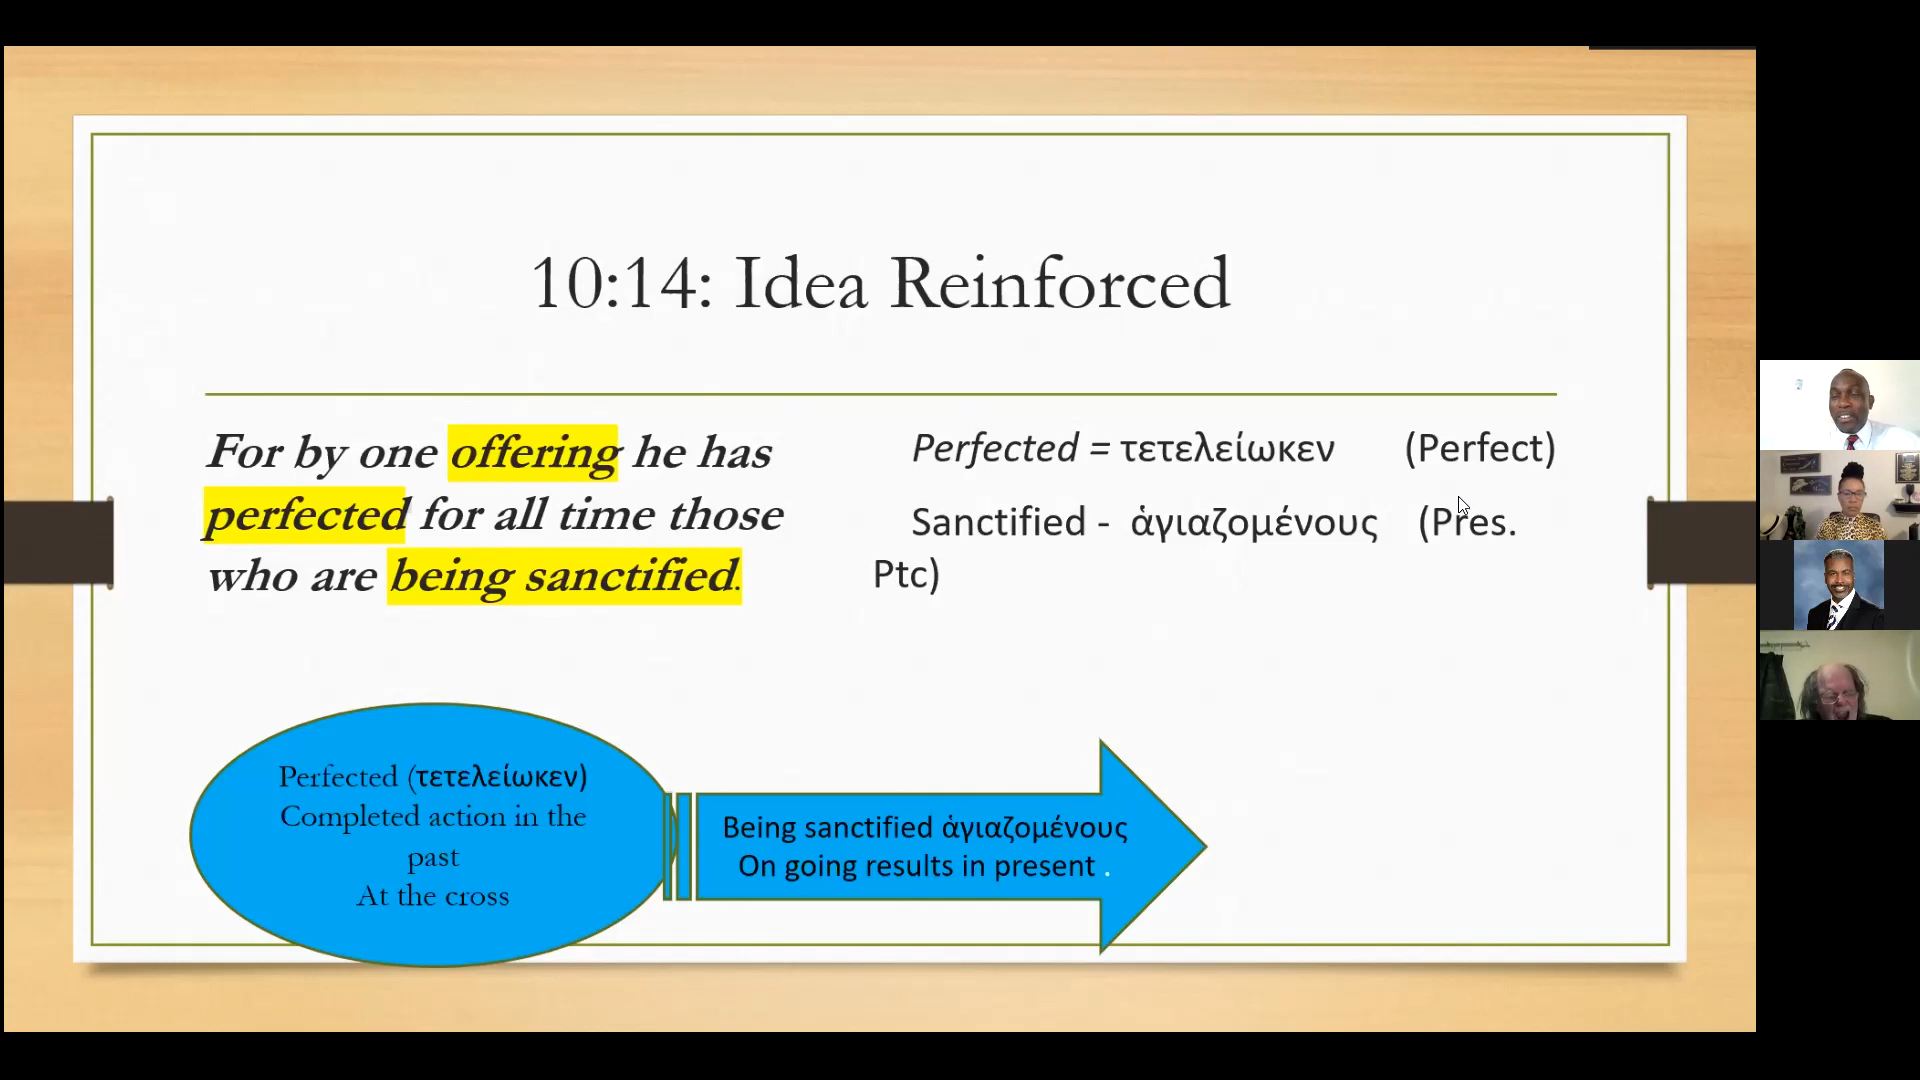 10:14: Idea Reinforced
For by one offering he has
perfected for all time those
who are being sanctified.
Perfected = τετελείωκεν (Perfect)
Sanctified - ἁγιαζομένους (Pres.
Ptc)
Perfected (τετελείωκεν)
Completed action in the
past
At the cross
Being sanctified ἁγιαζομένους
On going results in present .